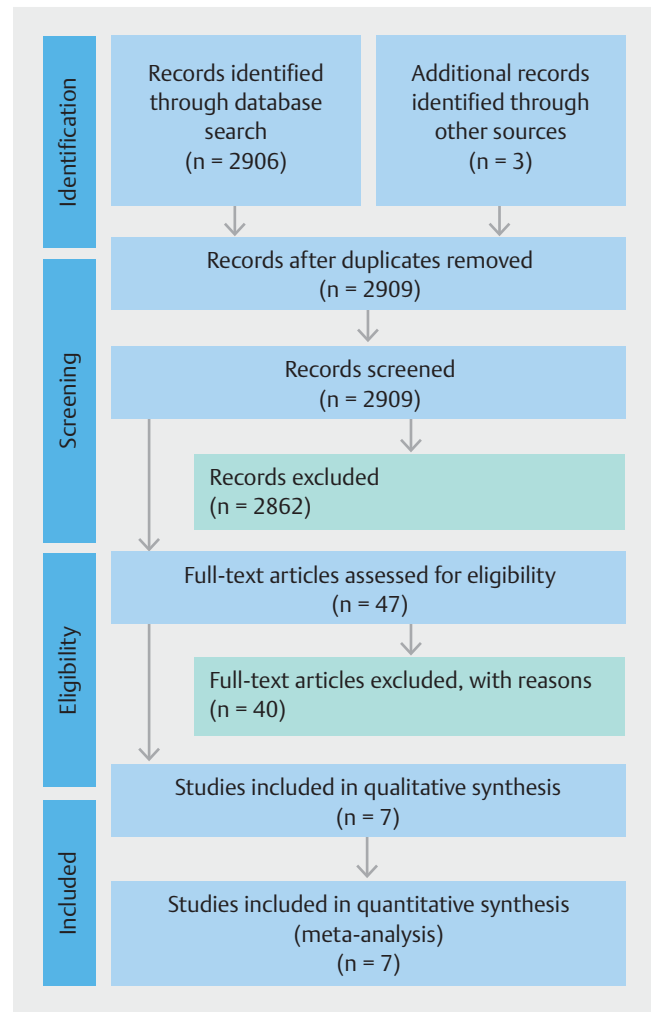 Identification
Records identified
through database
search
(n = 2906)
Additional records
identified through
other sources
(n = 3)
Screening
Records after duplicates removed
(n = 2909)
Records screened
(n = 2909)
Records excluded
(n = 2862)
Eligibility
Full-text articles assessed for eligibility
(n = 47)
Full-text articles excluded, with reasons
(n = 40)
Studies included in qualitative synthesis
(n = 7)
Included
Studies included in quantitative synthesis
(meta-analysis)
(n = 7)